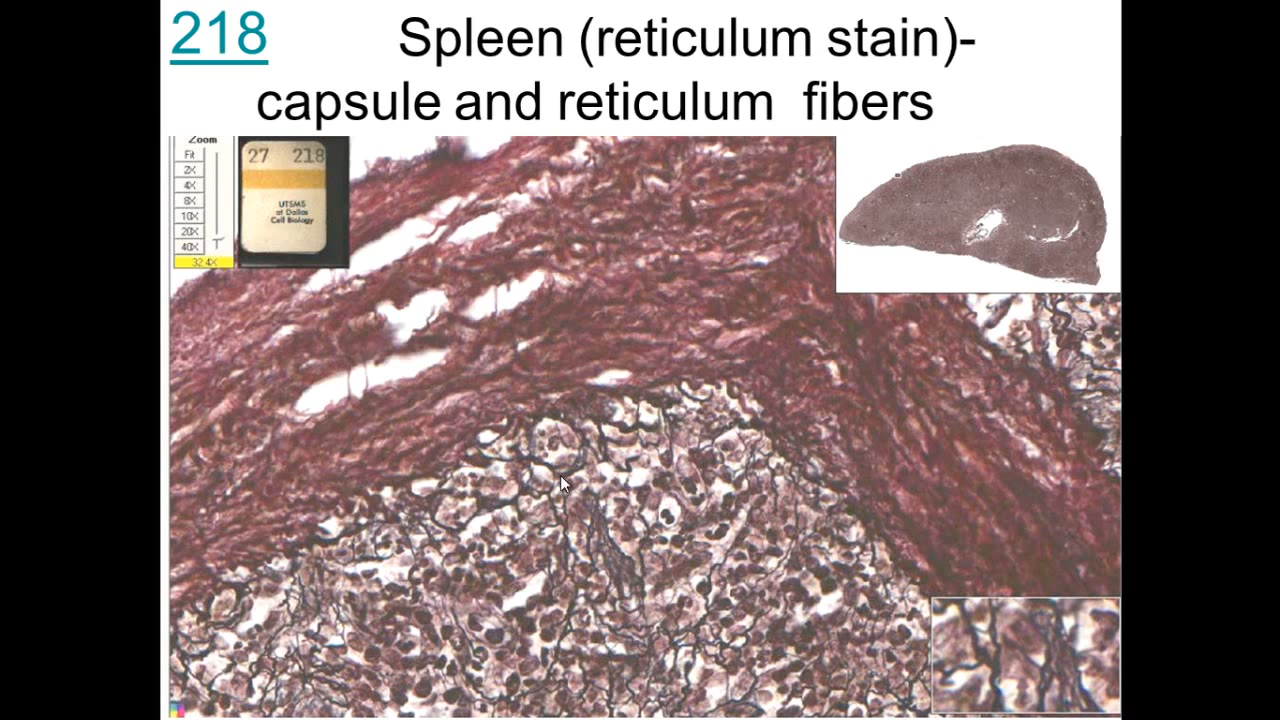 218 Spleen (reticulum stain)-
capsule and reticulum fibers
Zoom
Fit
2X
4X
8X
10X
20X
40X
32.4X
27 218
UTSMS
at Dallas
Cell Biology